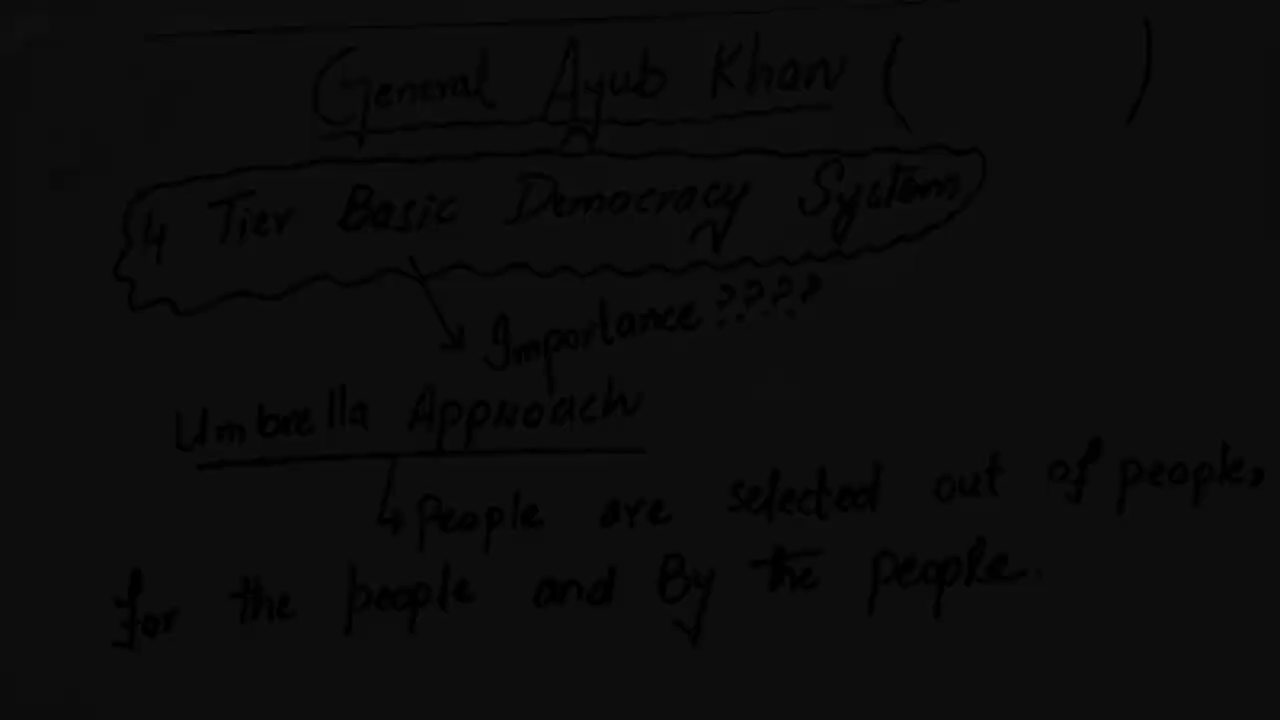 General Ayub Khan ( )
4 Tier Basic Democracy System
Importance ????
Umbrella Approach
People are selected out of people,
for the people and By the people.